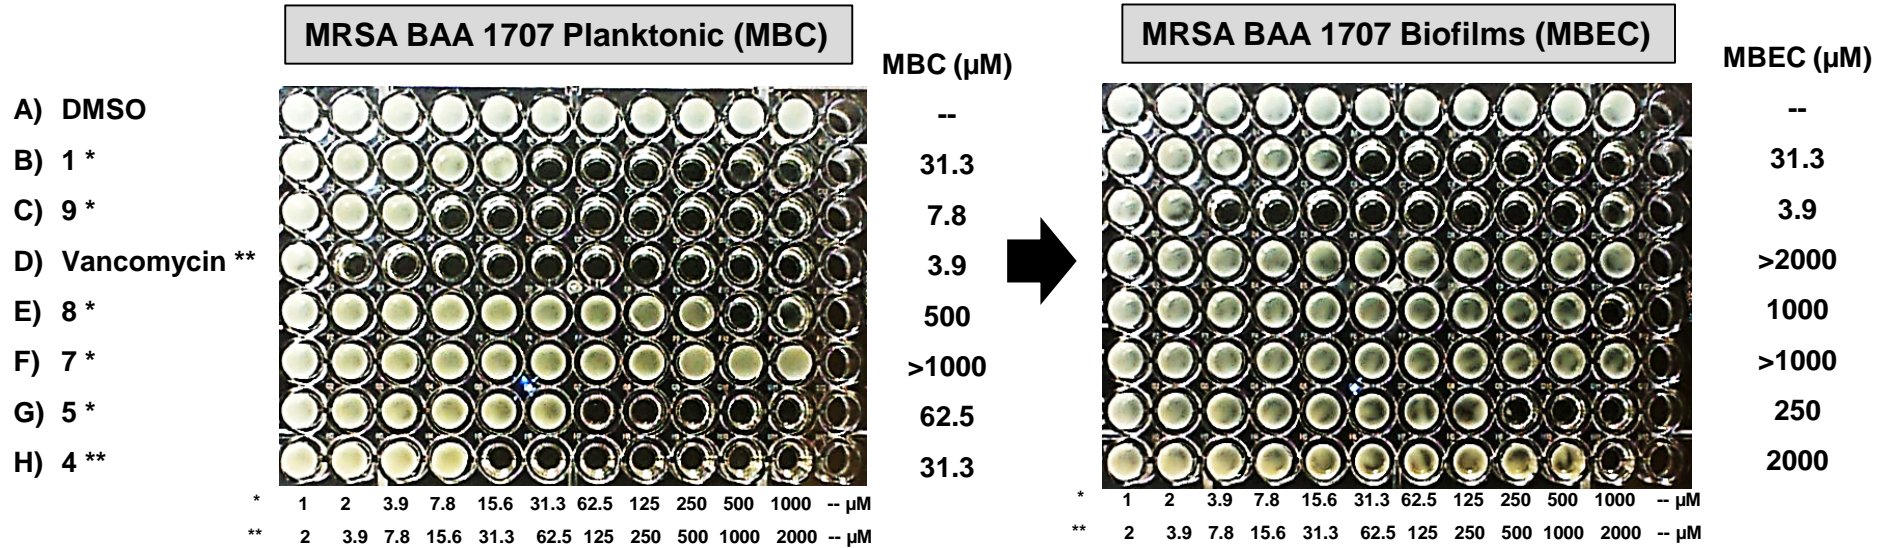 MRSA BAA 1707 Planktonic (MBC)
MRSA BAA 1707 Biofilms (MBEC)
MBC (µM)
MBEC (µM)
A) DMSO
--
--
B) 1 *
31.3
31.3
C) 9 *
7.8
3.9
D) Vancomycin **
3.9
>2000
E) 8 *
500
1000
F) 7 *
>1000
>1000
G) 5 *
62.5
250
H) 4 **
31.3
2000
* 1 2 3.9 7.8 15.6 31.3 62.5 125 250 500 1000 -- µM
* 1 2 3.9 7.8 15.6 31.3 62.5 125 250 500 1000 -- µM
** 2 3.9 7.8 15.6 31.3 62.5 125 250 500 1000 2000 -- µM
** 2 3.9 7.8 15.6 31.3 62.5 125 250 500 1000 2000 -- µM